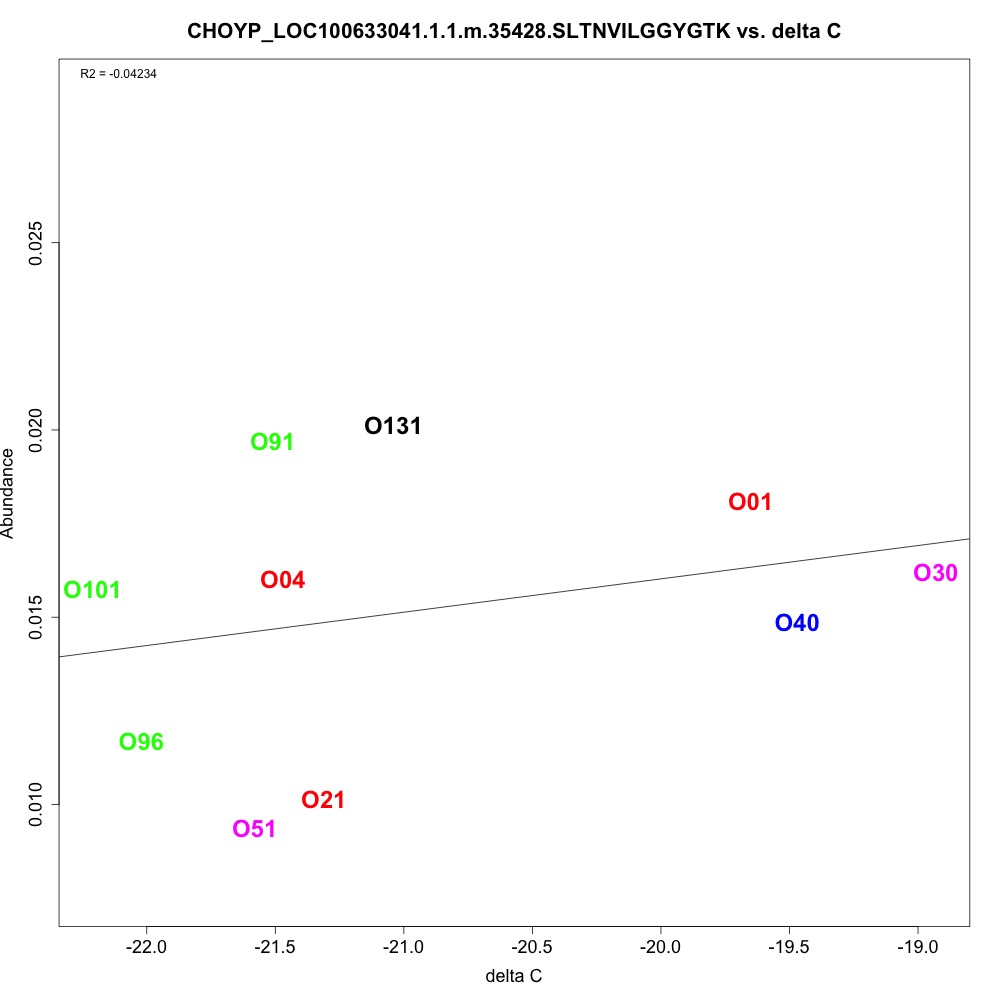 CHOYP_LOC100633041.1.1.m.35428.SLTNVILGGYGTK vs. delta C
R2 = -0.04234
0.025
0.020
0.015
0.010
Abundance
O131
O91
O01
O30
O04
O101
O40
O96
O21
O51
-22.0 -21.5 -21.0 -20.5 -20.0 -19.5 -19.0
delta C